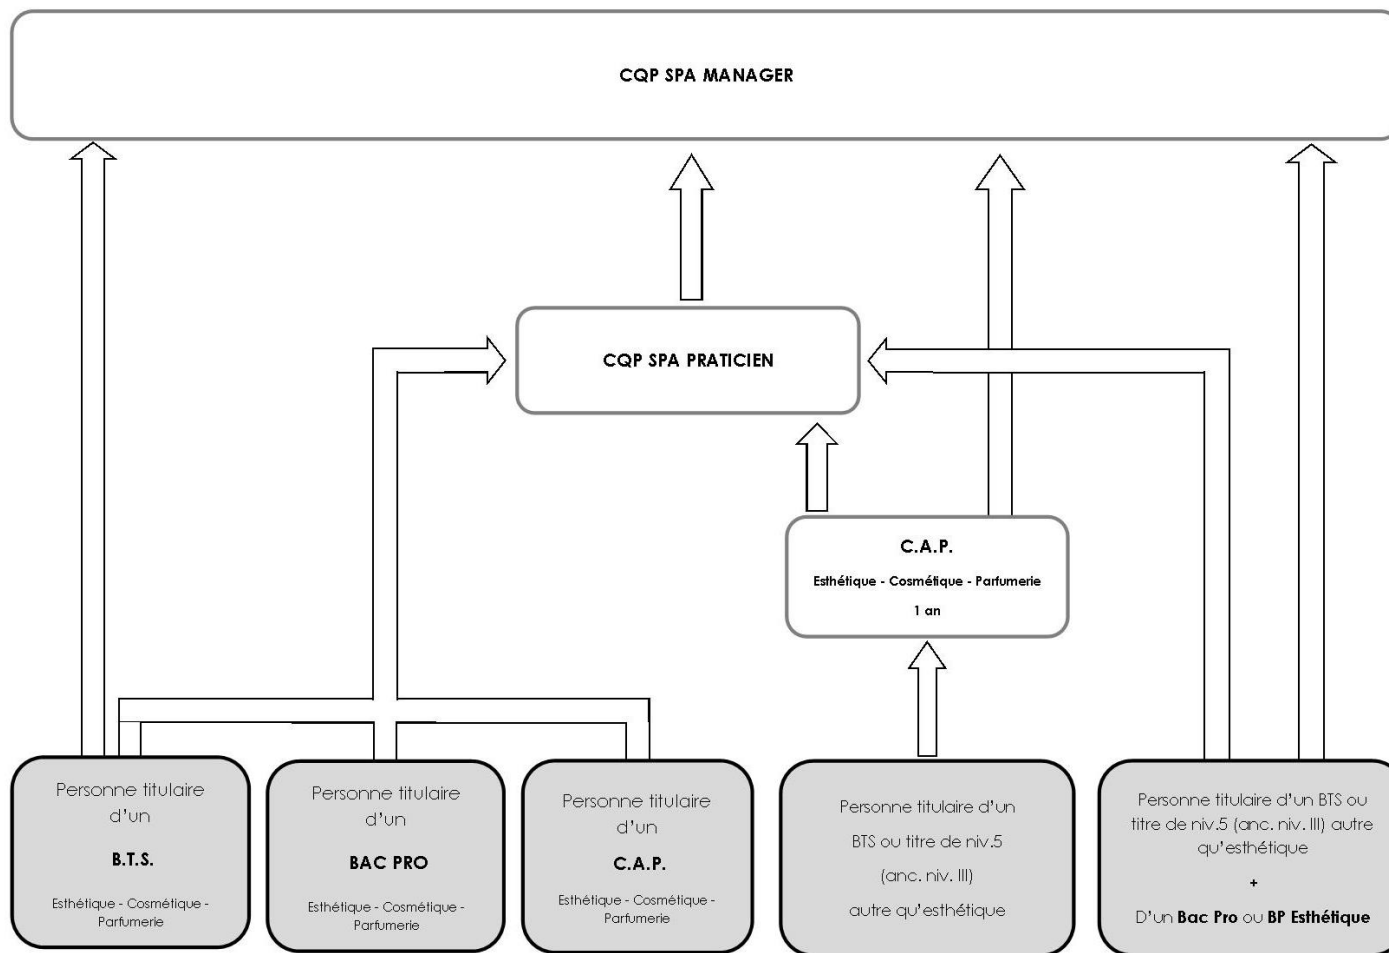 CQP SPA MANAGER
CQP SPA PRATICIEN
C.A.P.
Esthétique - Cosmétique - Parfumerie
1 an
Personne titulaire
d'un
B.T.S.
Esthétique - Cosmétique -
Parfumerie
Personne titulaire
d'un
BAC PRO
Esthétique - Cosmétique -
Parfumerie
Personne titulaire
d'un
C.A.P.
Esthétique - Cosmétique -
Parfumerie
Personne titulaire d'un
BTS ou titre de niv.5
(anc. niv. III)
autre qu'esthétique
Personne titulaire d'un BTS ou
titre de niv.5 (anc. niv. III) autre
qu'esthétique
+
D'un Bac Pro ou BP Esthétique